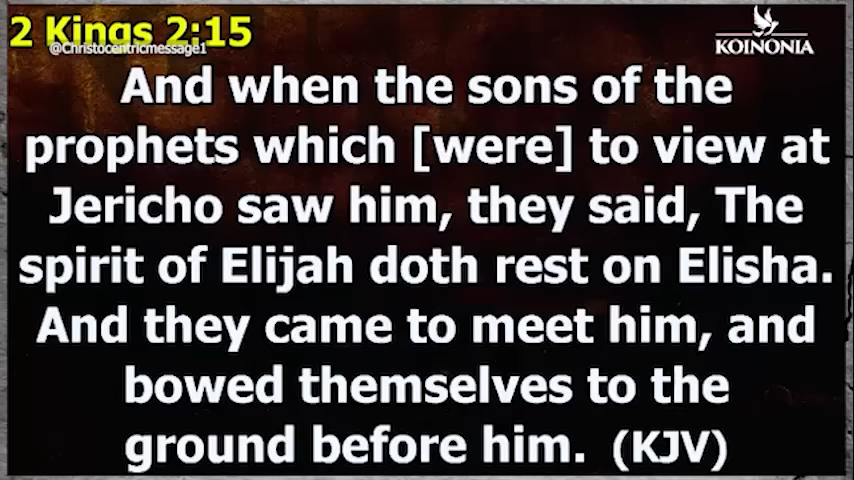 2 Kings 2:15
@Christocentricmessage1
KOINONIA
And when the sons of the
prophets which [were] to view at
Jericho saw him, they said, The
spirit of Elijah doth rest on Elisha.
And they came to meet him, and
bowed themselves to the
ground before him. (KJV)